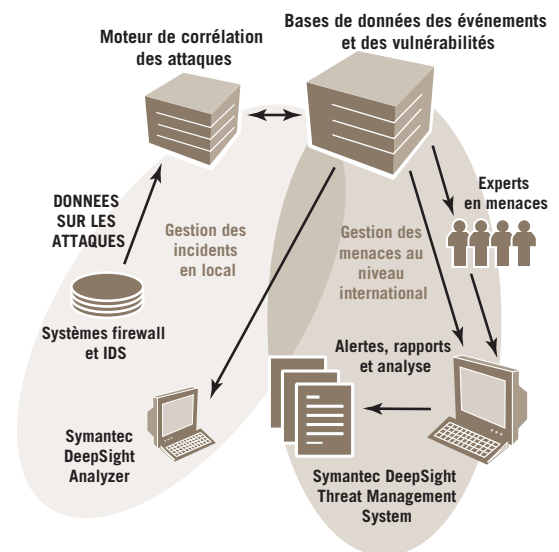 Moteur de corrélation
des attaques
Bases de données des événements
et des vulnérabilités
DONNEES
SUR LES
ATTAQUES
Gestion des
incidents
en local
Gestion des
menaces au
niveau
international
Experts
en menaces
Systèmes firewall
et IDS
Alertes, rapports
et analyse
Symantec
DeepSight
Analyzer
Symantec DeepSight
Threat Management
System